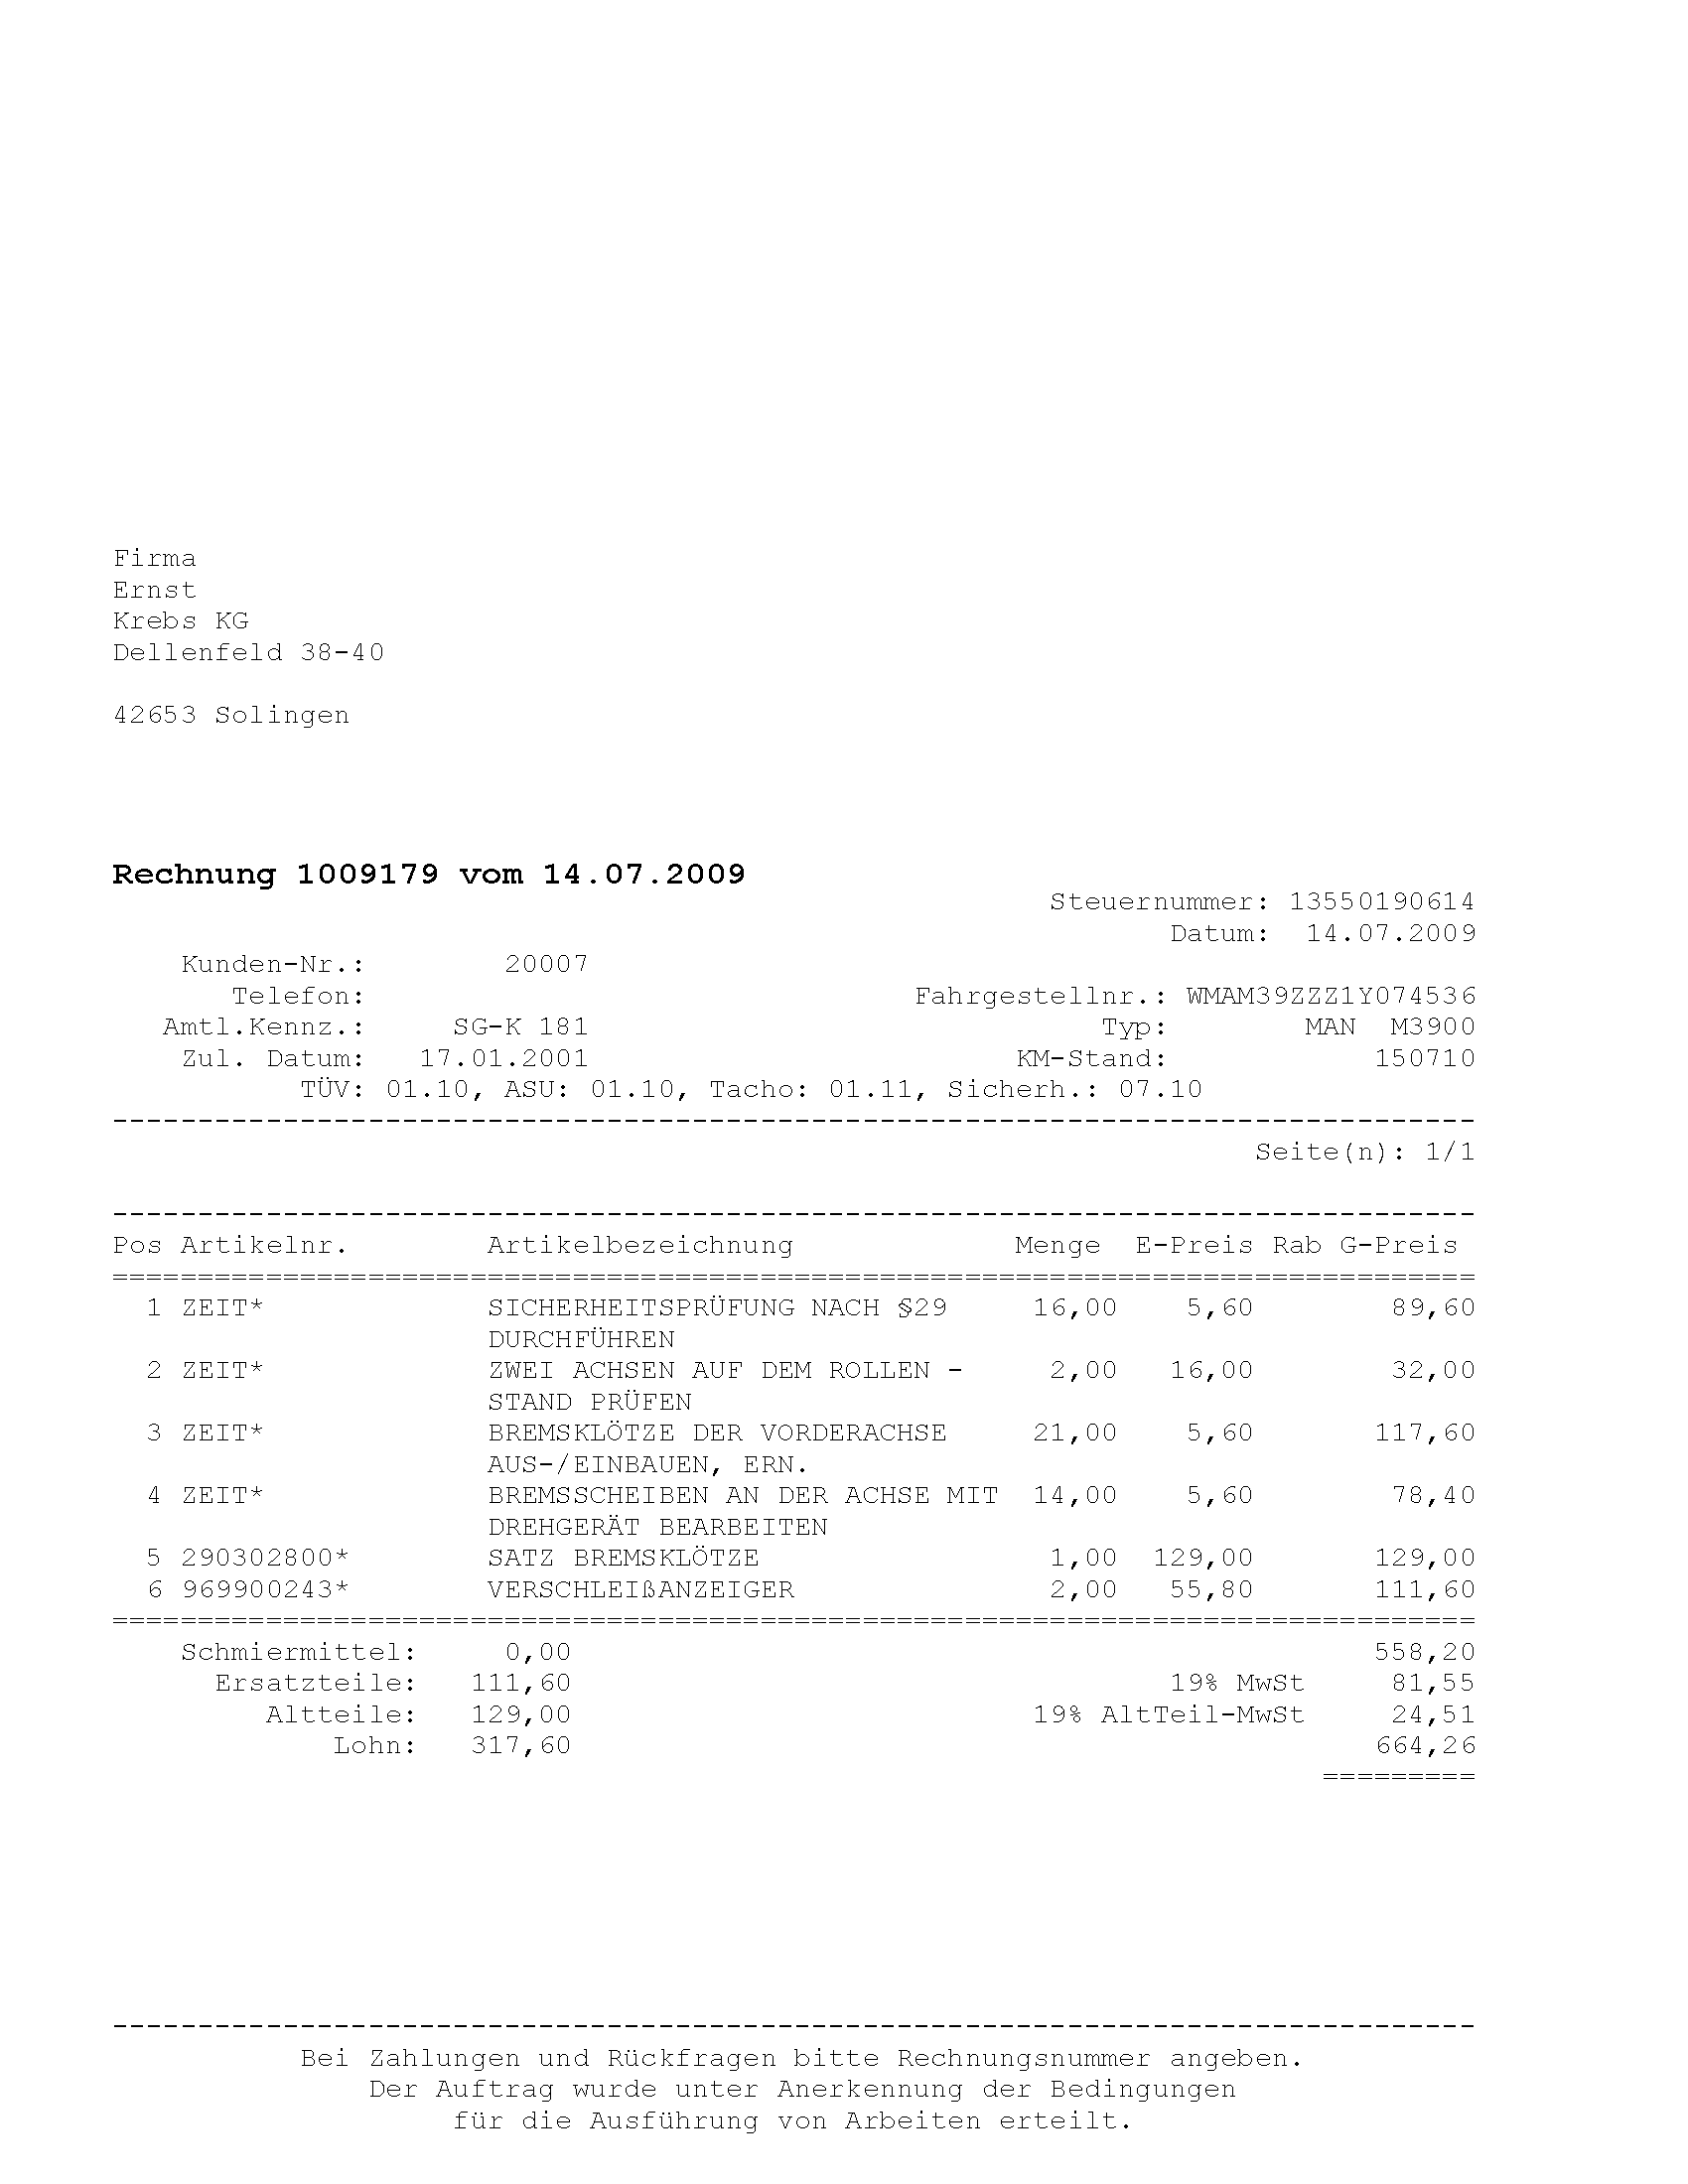 Firma
Ernst
Krebs KG
Dellenfeld 38-40
42653 Solingen
Rechnung 1009179 vom 14.07.2009
Steuernummer: 13550190614
Datum: 14.07.2009
Kunden-Nr.: 20007
Telefon: Fahrgestellnr.: WMAM39ZZZ1Y074536
Amtl.Kennz.: SG-K 181 Typ: MAN M3900
Zul. Datum: 17.01.2001 KM-Stand: 150710
TÜV: 01.10, ASU: 01.10, Tacho: 01.11, Sicherh.: 07.10
--------------------------------------------------------------------------------
Seite(n): 1/1
--------------------------------------------------------------------------------
Pos Artikelnr. Artikelbezeichnung Menge E-Preis Rab G-Preis
================================================================================
1 ZEIT* SICHERHEITSPRÜFUNG NACH §29 16,00 5,60 89,60
DURCHFÜHREN
2 ZEIT* ZWEI ACHSEN AUF DEM ROLLEN - 2,00 16,00 32,00
STAND PRÜFEN
3 ZEIT* BREMSKLÖTZE DER VORDERACHSE 21,00 5,60 117,60
AUS-/EINBAUEN, ERN.
4 ZEIT* BREMSSCHEIBEN AN DER ACHSE MIT 14,00 5,60 78,40
DREHGERÄT BEARBEITEN
5 290302800* SATZ BREMSKLÖTZE 1,00 129,00 129,00
6 969900243* VERSCHLEIßANZEIGER 2,00 55,80 111,60
================================================================================
Schmiermittel: 0,00 558,20
Ersatzteile: 111,60 19% MwSt 81,55
Altteile: 129,00 19% AltTeil-MwSt 24,51
Lohn: 317,60 664,26
=========
--------------------------------------------------------------------------------
Bei Zahlungen und Rückfragen bitte Rechnungsnummer angeben.
Der Auftrag wurde unter Anerkennung der Bedingungen
für die Ausführung von Arbeiten erteilt.